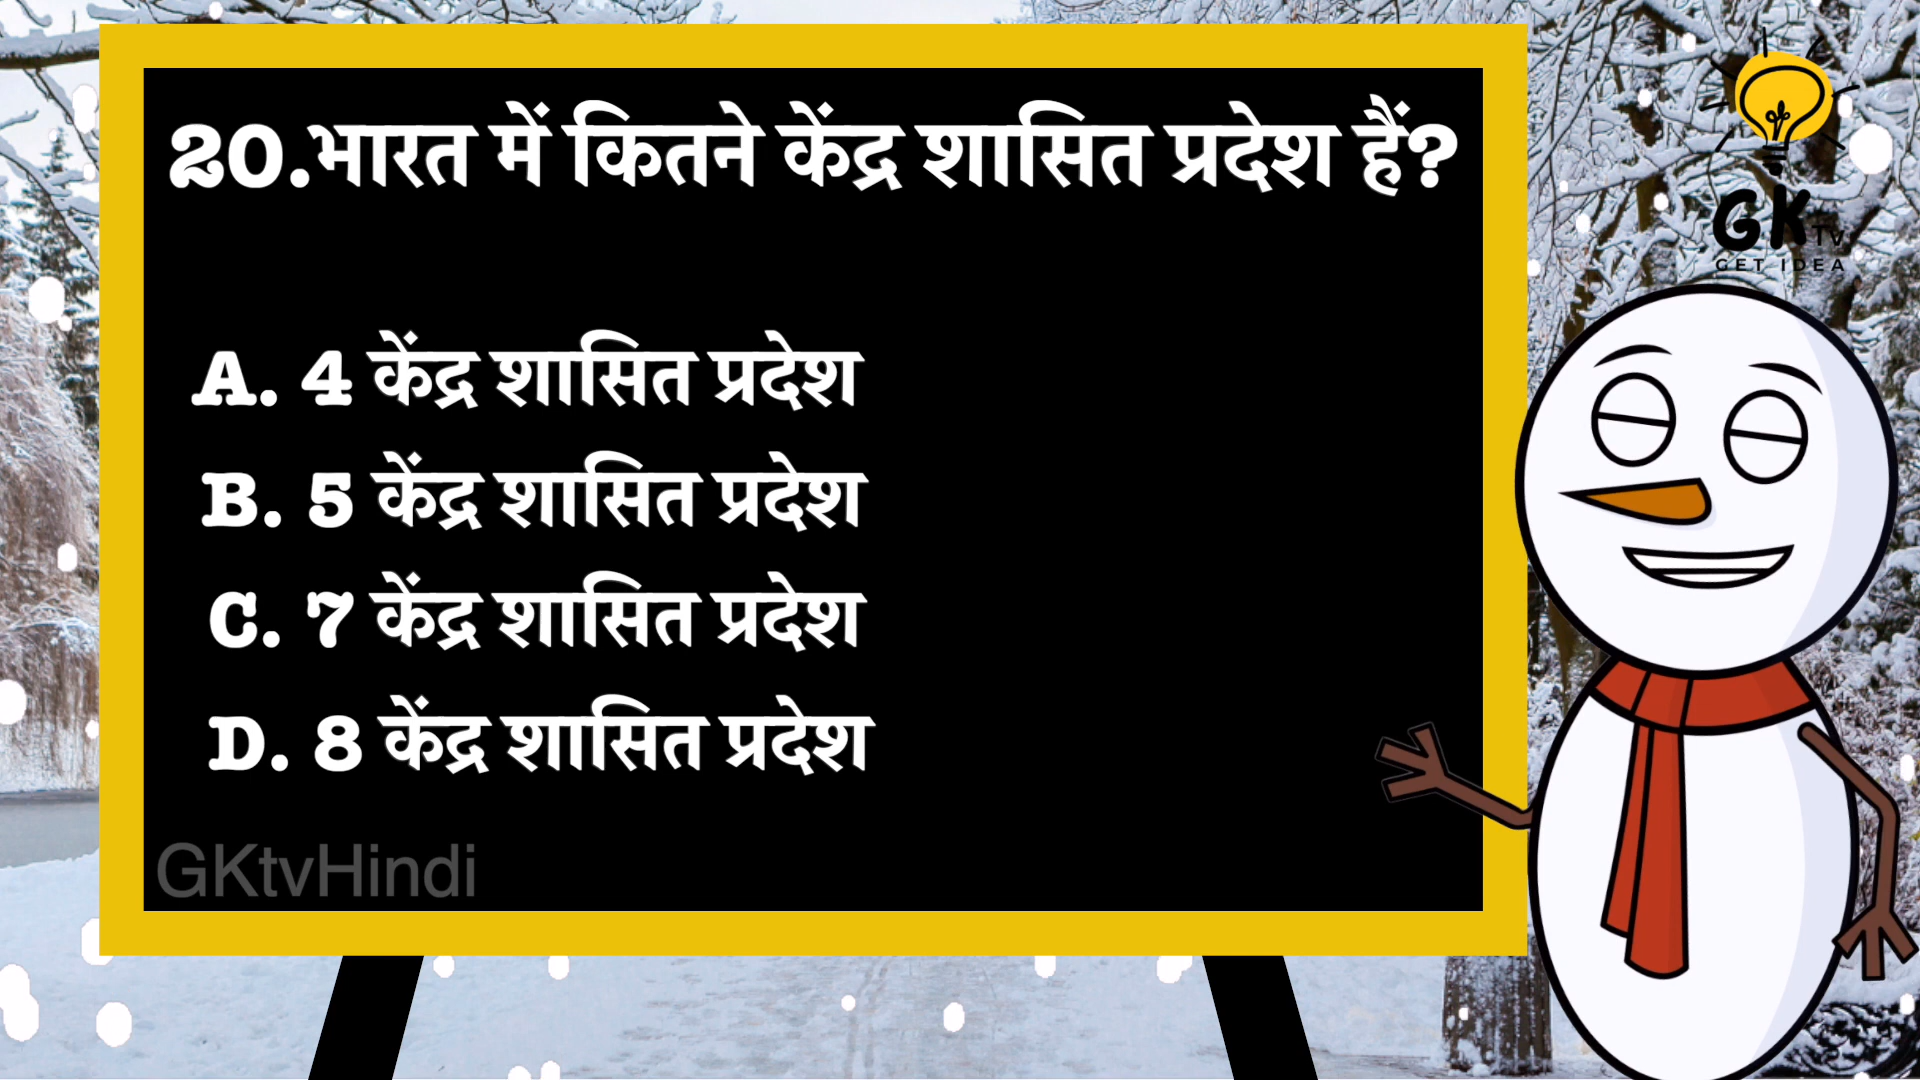 20.भारत में कितने केंद्र शासित प्रदेश हैं?
A. 4 केंद्र शासित प्रदेश
B. 5 केंद्र शासित प्रदेश
C. 7 केंद्र शासित प्रदेश
D. 8 केंद्र शासित प्रदेश
GKtvHindi
GK TV
GET IDEA